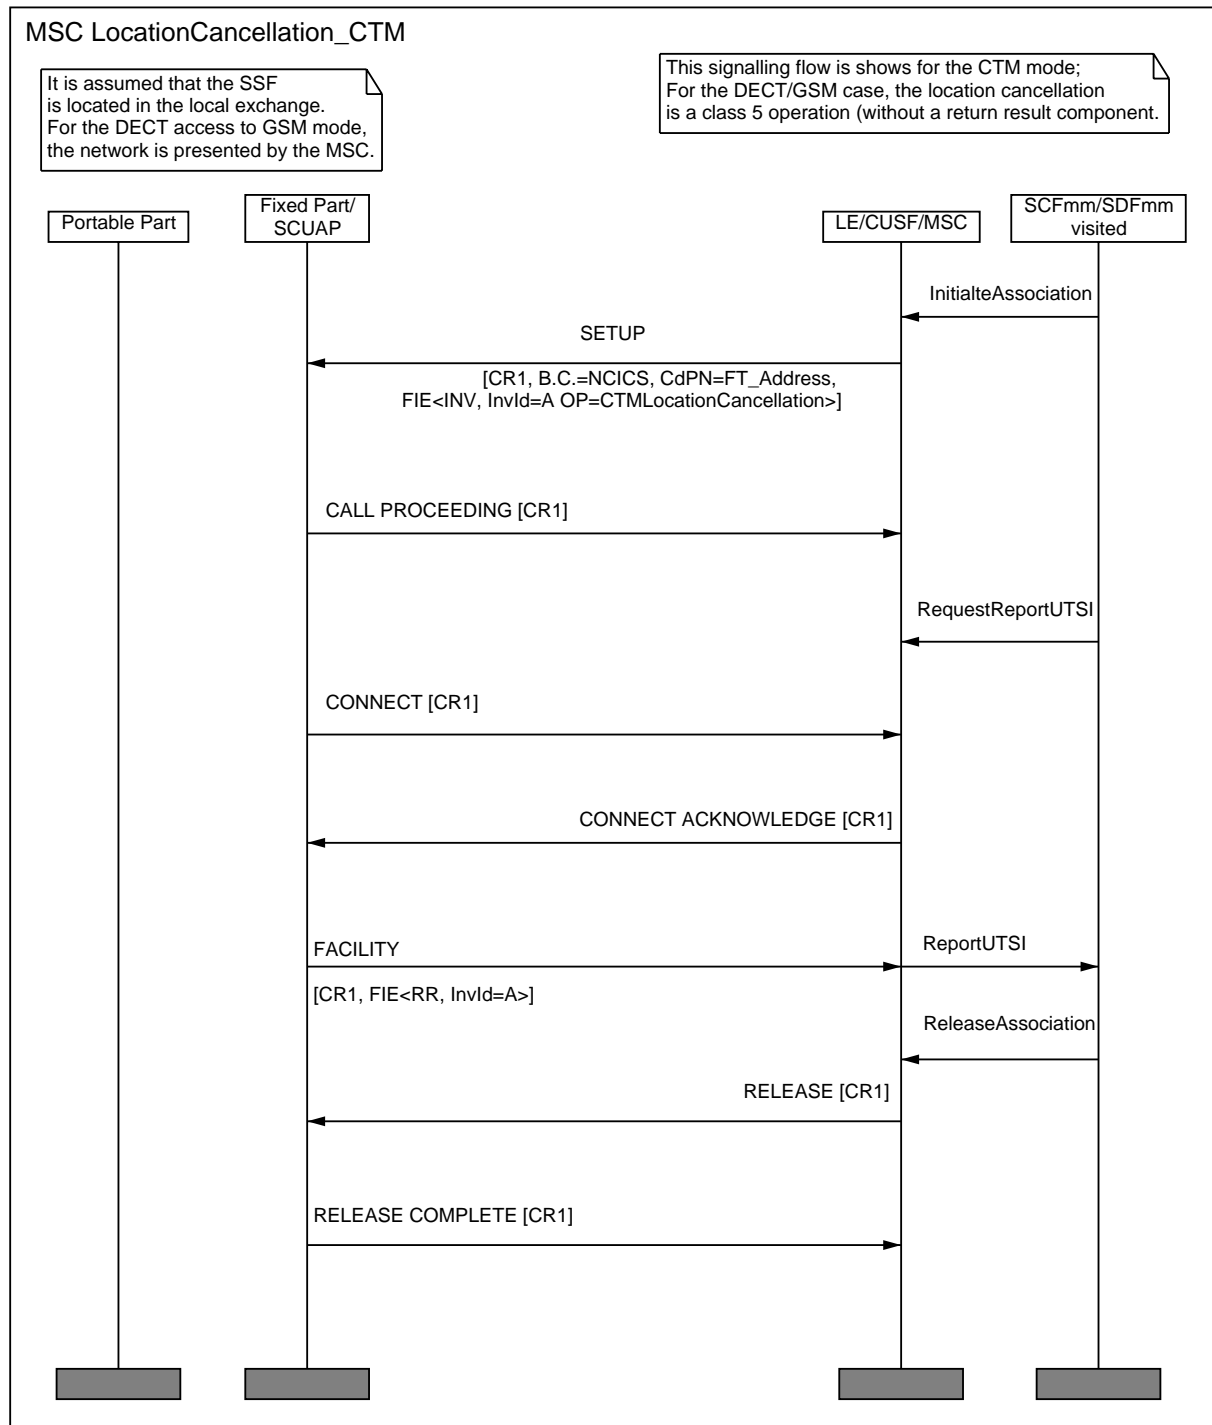 MSC LocationCancellation_CTM
It is assumed that the SSF
is located in the local exchange.
For the DECT access to GSM mode,
the network is presented by the MSC.
This signalling flow is shows for the CTM mode;
For the DECT/GSM case, the location cancellation
is a class 5 operation (without a return result component.
Portable Part
Fixed Part/
SCUAP
LE/CUSF/MSC
SCFmm/SDFmm
visited
InitialteAssociation
SETUP
[CR1, B.C.=NCICS, CdPN=FT_Address,
FIE<INV, InvId=A OP=CTMLocationCancellation>]
CALL PROCEEDING [CR1]
RequestReportUTSI
CONNECT [CR1]
CONNECT ACKNOWLEDGE [CR1]
FACILITY
ReportUTSI
[CR1, FIE<RR, InvId=A>]
ReleaseAssociation
RELEASE [CR1]
RELEASE COMPLETE [CR1]